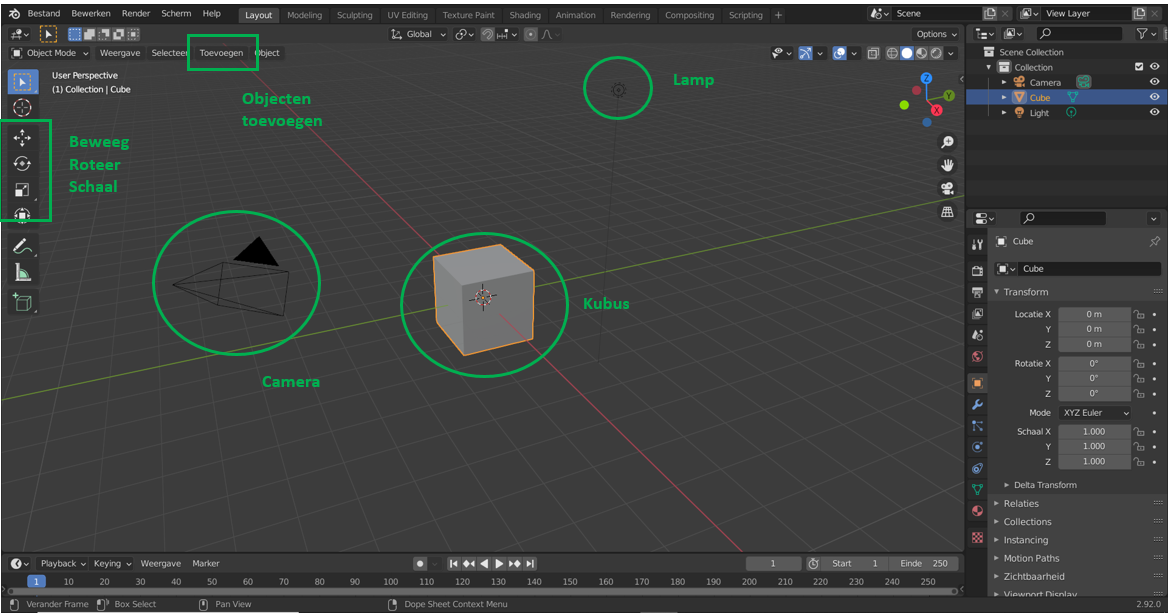 Bestand Bewerken Render Scherm Help Layout Modeling Sculpting UV Editing Texture Paint Shading Animation Rendering Compositing Scripting + Scene View Layer
Global Options
Object Mode Weergave Selecteer Toevoegen Object
User Perspective
(1) Collection | Cube
Objecten
toevoegen
Lamp
Beweeg
Roteer
Schaal
Camera
Kubus
Z
Y
X
Scene Collection
Collection
Camera
Cube
Light
Cube
Cube
Transform
Locatie X 0 m
Y 0 m
Z 0 m
Rotatie X 0°
Y 0°
Z 0°
Mode XYZ Euler
Schaal X 1.000
Y 1.000
Z 1.000
Delta Transform
Relaties
Collections
Instancing
Motion Paths
Zichtbaarheid
Viewport Display
Playback Keying Weergave Marker 1 Start 1 Einde 250
1 10 20 30 40 50 60 70 80 90 100 110 120 130 140 150 160 170 180 190 200 210 220 230 240 250
Verander Frame Box Select Pan View Dope Sheet Context Menu 2.92.0